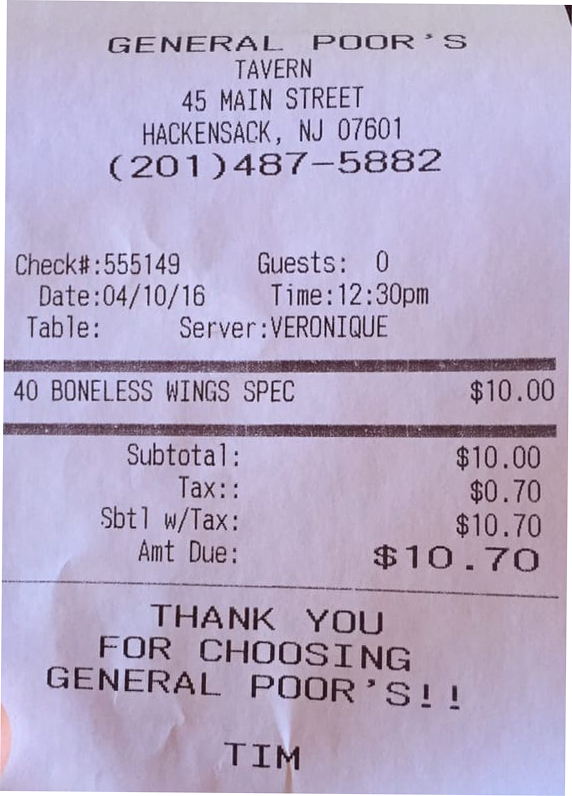 GENERAL POOR'S
TAVERN
45 MAIN STREET
HACKENSACK, NJ 07601
(201)487-5882
Check#:555149 Guests: 0
Date:04/10/16 Time:12:30pm
Table: Server:VERONIQUE
40 BONELESS WINGS SPEC $10.00
Subtotal: $10.00
Tax:: $0.70
Sbtl w/Tax: $10.70
Amt Due: $10.70
THANK YOU
FOR CHOOSING
GENERAL POOR'S!!
TIM